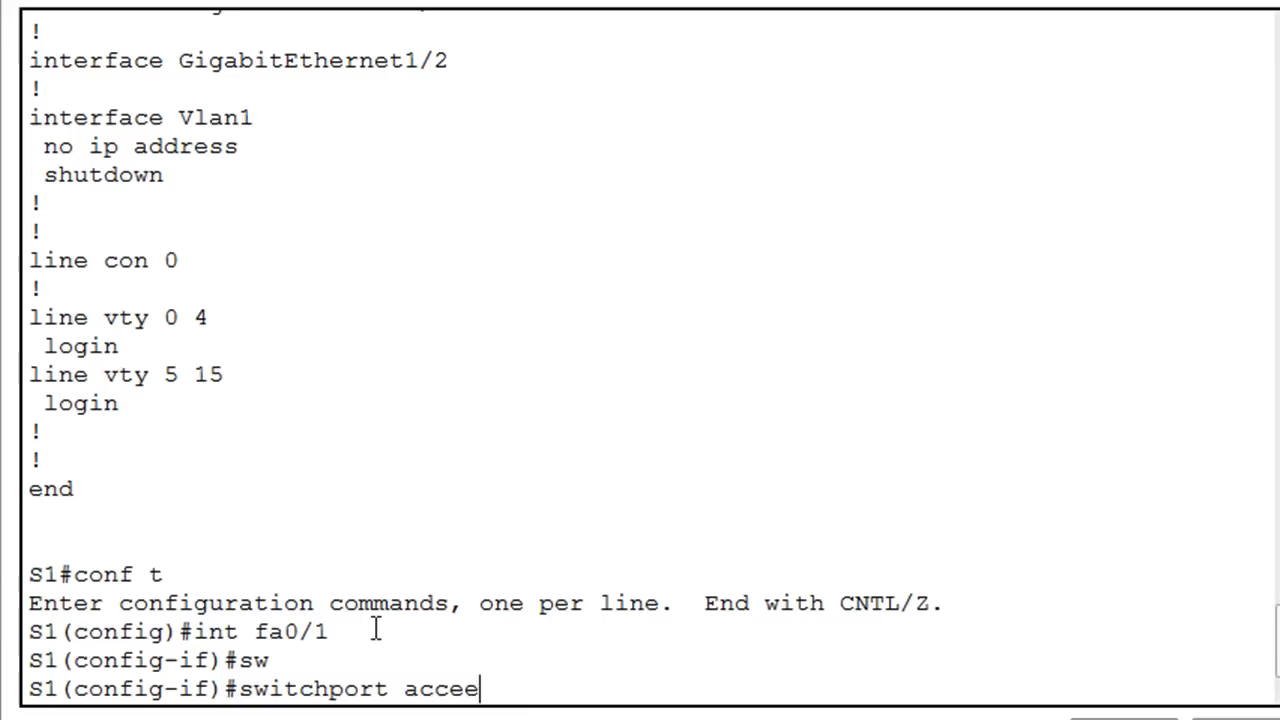 !
interface GigabitEthernet1/2
!
interface Vlan1
 no ip address
 shutdown
!
!
line con 0
!
line vty 0 4
 login
line vty 5 15
 login
!
!
end
S1#conf t
Enter configuration commands, one per line.  End with CNTL/Z.
S1(config)#int fa0/1
S1(config-if)#sw
S1(config-if)#switchport accee